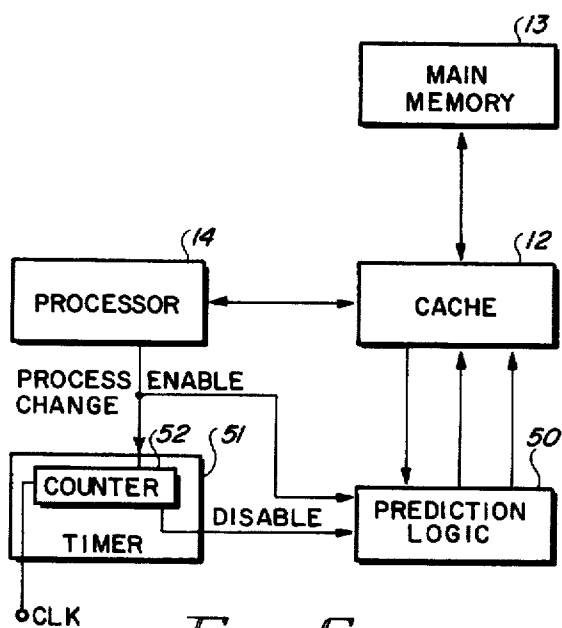 13
MAIN
MEMORY
14
12
PROCESSOR
CACHE
PROCESS ENABLE
CHANGE
52
51
50
COUNTER
DISABLE
PREDICTION
LOGIC
TIMER
CLK